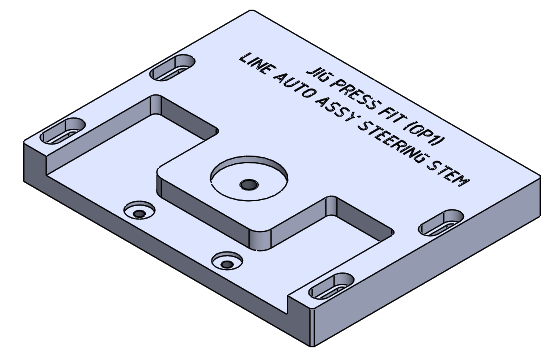 JIG PRESS FIT (OP1)
LINE AUTO ASSY STEERING STEM